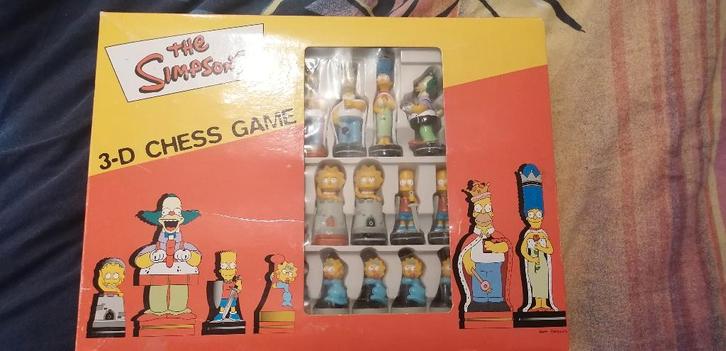 THe
SIMPSONS
3-D CHESS GAME